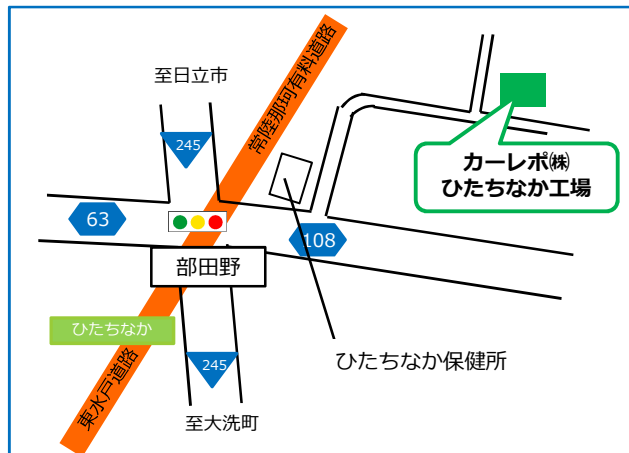 至日立市
常陸那珂有料道路
245
カーレポ㈱
ひたちなか工場
63
108
部田野
ひたちなか
ひたちなか保健所
東水戸道路
245
至大洗町